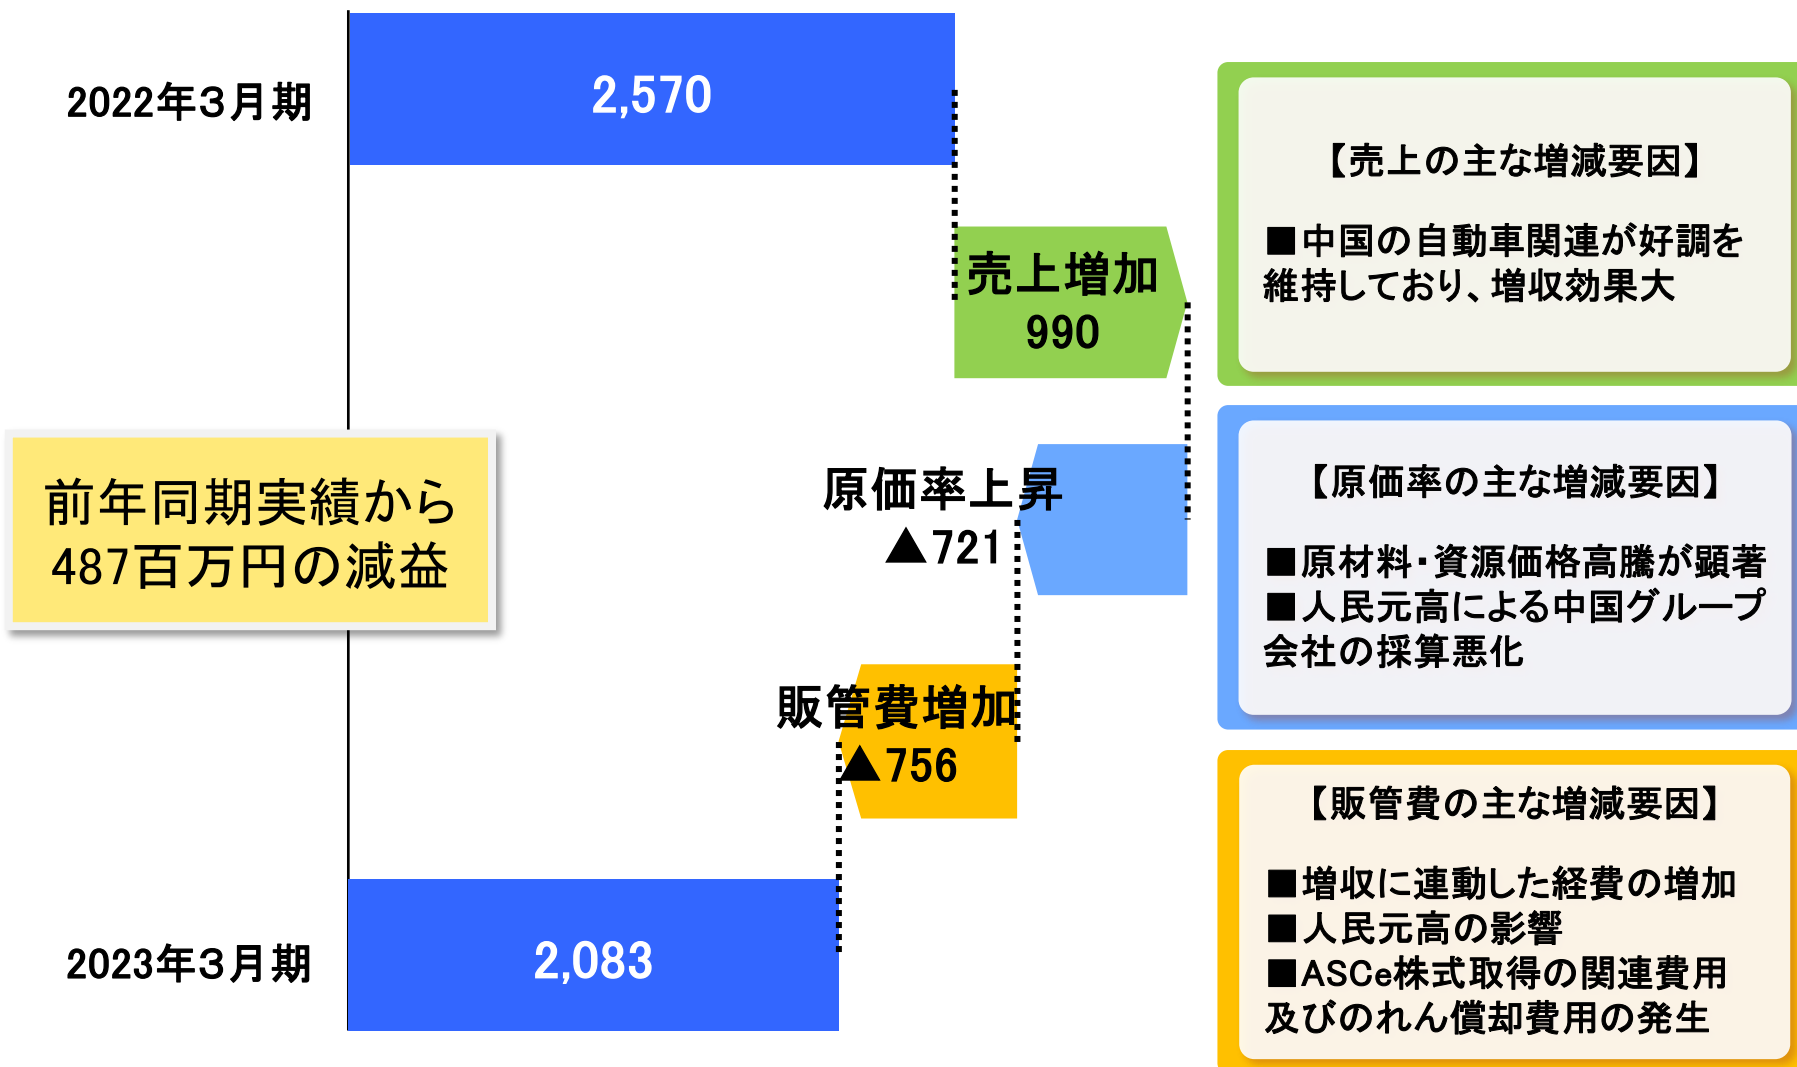 2022年３月期
2,570
売上増加
990
原価率上昇
▲721
前年同期実績から
487百万円の減益
販管費増加
▲756
2023年３月期
2,083
【売上の主な増減要因】
■中国の自動車関連が好調を
維持しており、増収効果大
【原価率の主な増減要因】
■原材料・資源価格高騰が顕著
■人民元高による中国グループ
会社の採算悪化
【販管費の主な増減要因】
■増収に連動した経費の増加
■人民元高の影響
■ASCe株式取得の関連費用
及びのれん償却費用の発生